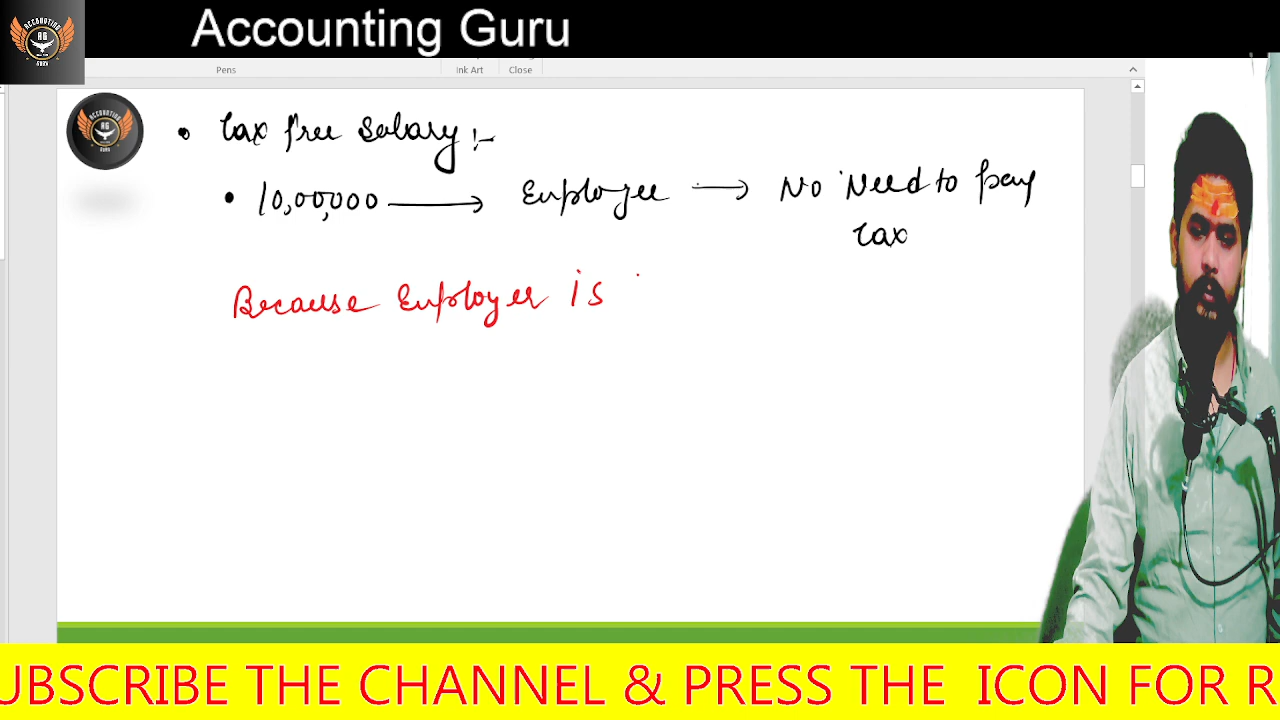 Accounting Guru
Pens
Ink Art
Close
• Tax free salary :-
• 10,00,000 → Employee → No Need to pay
Tax
Because Employer is
UBSCRIBE THE CHANNEL & PRESS THE ICON FOR R